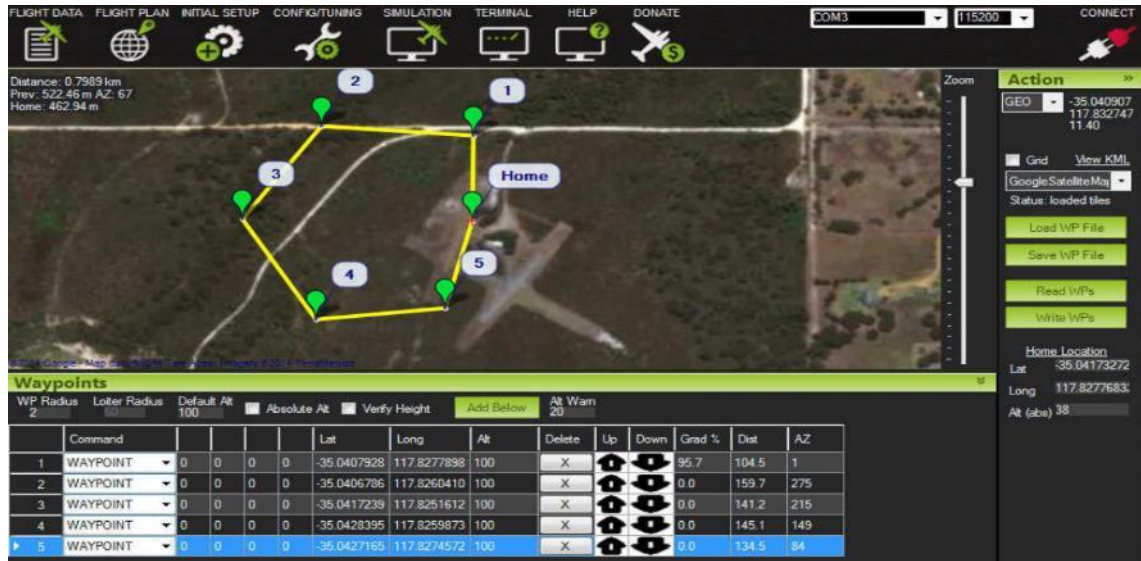 FLIGHT DATA FLIGHT PLAN INITIAL SETUP CONFIG/TUNING SIMULATION TERMINAL HELP DONATE COM3 115200 CONNECT
Distance: 0.7989 km
Prev: 522.46 m AZ: 67
Home: 462.94 m
2
1
3
Home
4
5
Zoom
Action
GEO -35.040907
117.832747
11.40
Grid View KML
GoogleSatelliteMap
Status: loaded tiles
Load WP File
Save WP File
Read WPs
Write WPs
Home Location
Lat -35.04173272
Long 117.8277683
Alt (abs) 38
Waypoints
WP Radius Loiter Radius Default Alt Absolute Alt Verify Height Add Below Alt Warn
2 100 20
Command Lat Long Alt Delete Up Down Grad % Dist AZ
1 WAYPOINT 0 0 0 0 -35.0407928 117.8277898 100 X 95.7 104.5 1
2 WAYPOINT 0 0 0 0 -35.0406786 117.8260410 100 X 0.0 159.7 275
3 WAYPOINT 0 0 0 0 -35.0417239 117.8251612 100 X 0.0 141.2 215
4 WAYPOINT 0 0 0 0 -35.0428395 117.8259873 100 X 0.0 145.1 149
5 WAYPOINT 0 0 0 0 -35.0427165 117.8274572 100 X 0.0 134.5 84